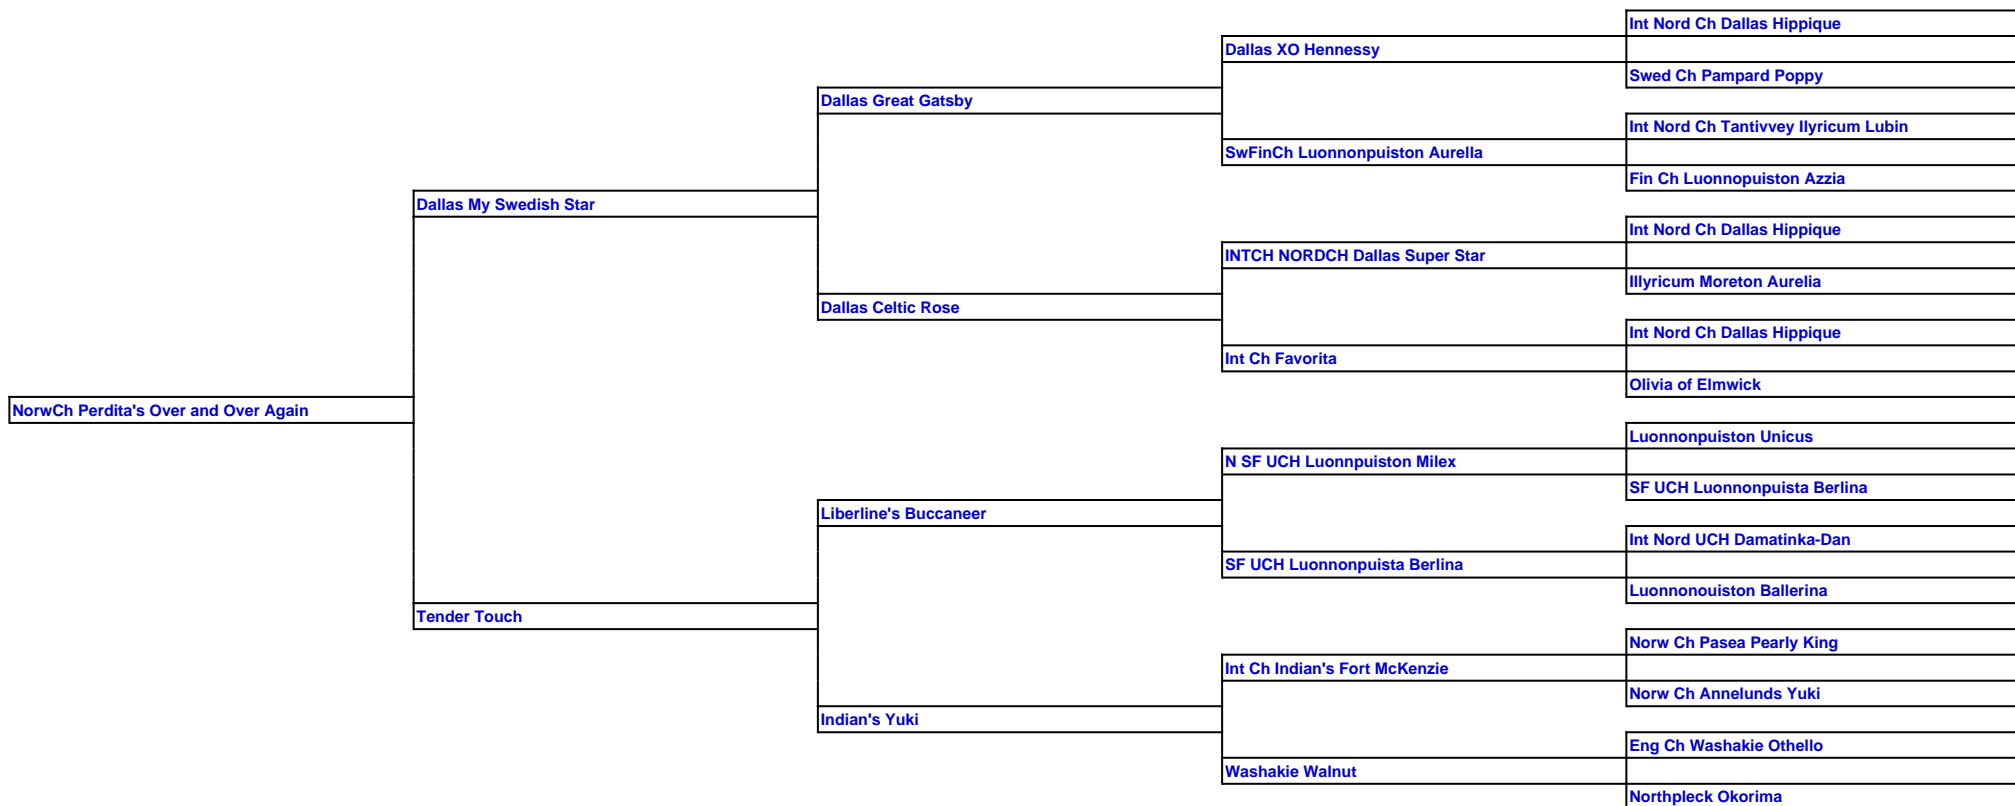 Int Nord Ch Dallas Hippique
Dallas XO Hennessy
Swed Ch Pampard Poppy
Dallas Great Gatsby
Int Nord Ch Tantivvey Ilyricum Lubin
SwFinCh Luonnonpuiston Aurella
Fin Ch Luonnopuiston Azzia
Dallas My Swedish Star
Int Nord Ch Dallas Hippique
INTCH NORDCH Dallas Super Star
Illyricum Moreton Aurelia
Dallas Celtic Rose
Int Nord Ch Dallas Hippique
Int Ch Favorita
Olivia of Elmwick
NorwCh Perdita's Over and Over Again
Luonnonpuiston Unicus
N SF UCH Luonnpuiston Milex
SF UCH Luonnonpuista Berlina
Liberline's Buccaneer
Int Nord UCH Damatinka-Dan
SF UCH Luonnonpuista Berlina
Luonnonouiston Ballerina
Tender Touch
Norw Ch Pasea Pearly King
Int Ch Indian's Fort McKenzie
Norw Ch Annelunds Yuki
Indian's Yuki
Eng Ch Washakie Othello
Washakie Walnut
Northpleck Okorima